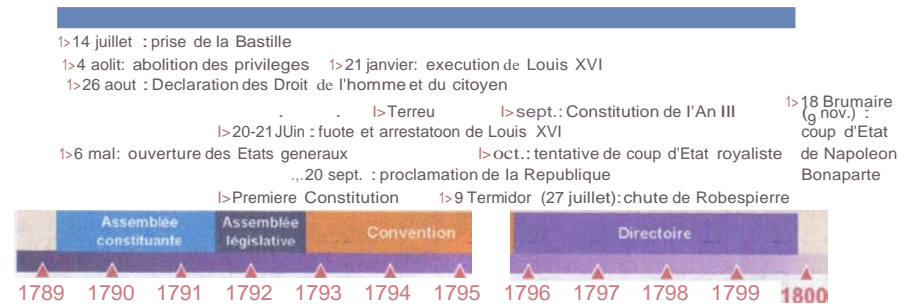 1>14 juillet : prise de la Bastille
1>4 aolit: abolition des privileges 1>21 janvier: execution de Louis XVI
1>26 aout : Declaration des Droit de l'homme et du citoyen
. . I>Terreu I>sept.: Constitution de l'An III
1>18 Brumaire
(9 nov.) :
I>20-21 JUin : fuote et arrestatoon de Louis XVI
coup d'Etat
1>6 mal: ouverture des Etats generaux I>oct.: tentative de coup d'Etat royaliste
de Napoleon
.,.20 sept. : proclamation de la Republique
Bonaparte
I>Premiere Constitution 1>9 Termidor (27 juillet): chute de Robespierre
Assemblée constituante
Assemblée législative
Convention
Directoire
1789 1790 1791 1792 1793 1794 1795 1796 1797 1798 1799 1800